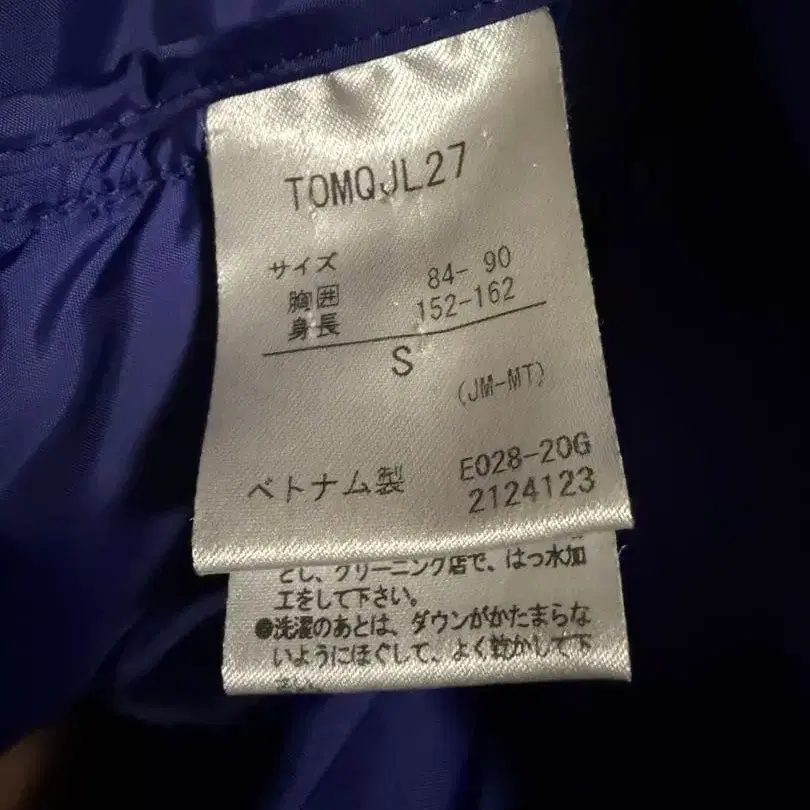 TOMQJL27
サイズ
胸囲 84- 90
身長 152-162
S
(JM-MT)
ベトナム製 E028-20G
2124123
とし、クリーニング店で、はっ水加
工をして下さい。
●洗濯のあとは、ダウンがかたまらな
いようにほぐして、よく乾かして下
さい。